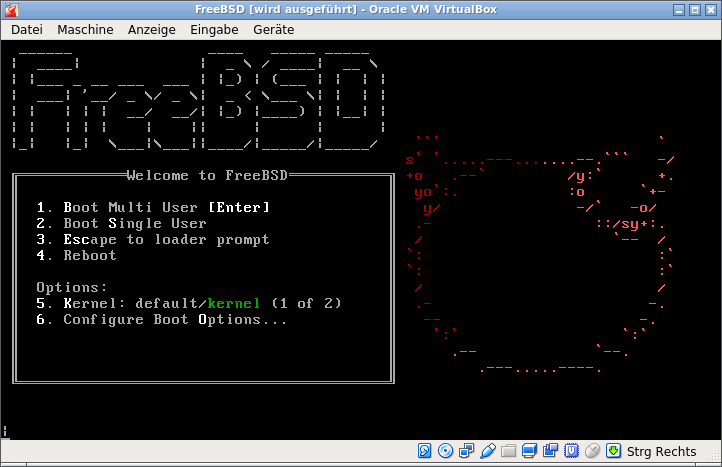 FreeBSD [wird ausgeführt] - Oracle VM VirtualBox
Datei Maschine Anzeige Eingabe Geräte
FreeBSD
Welcome to FreeBSD
1. Boot Multi User [Enter]
2. Boot Single User
3. Escape to loader prompt
4. Reboot
Options:
5. Kernel: default/kernel (1 of 2)
6. Configure Boot Options...
Strg Rechts